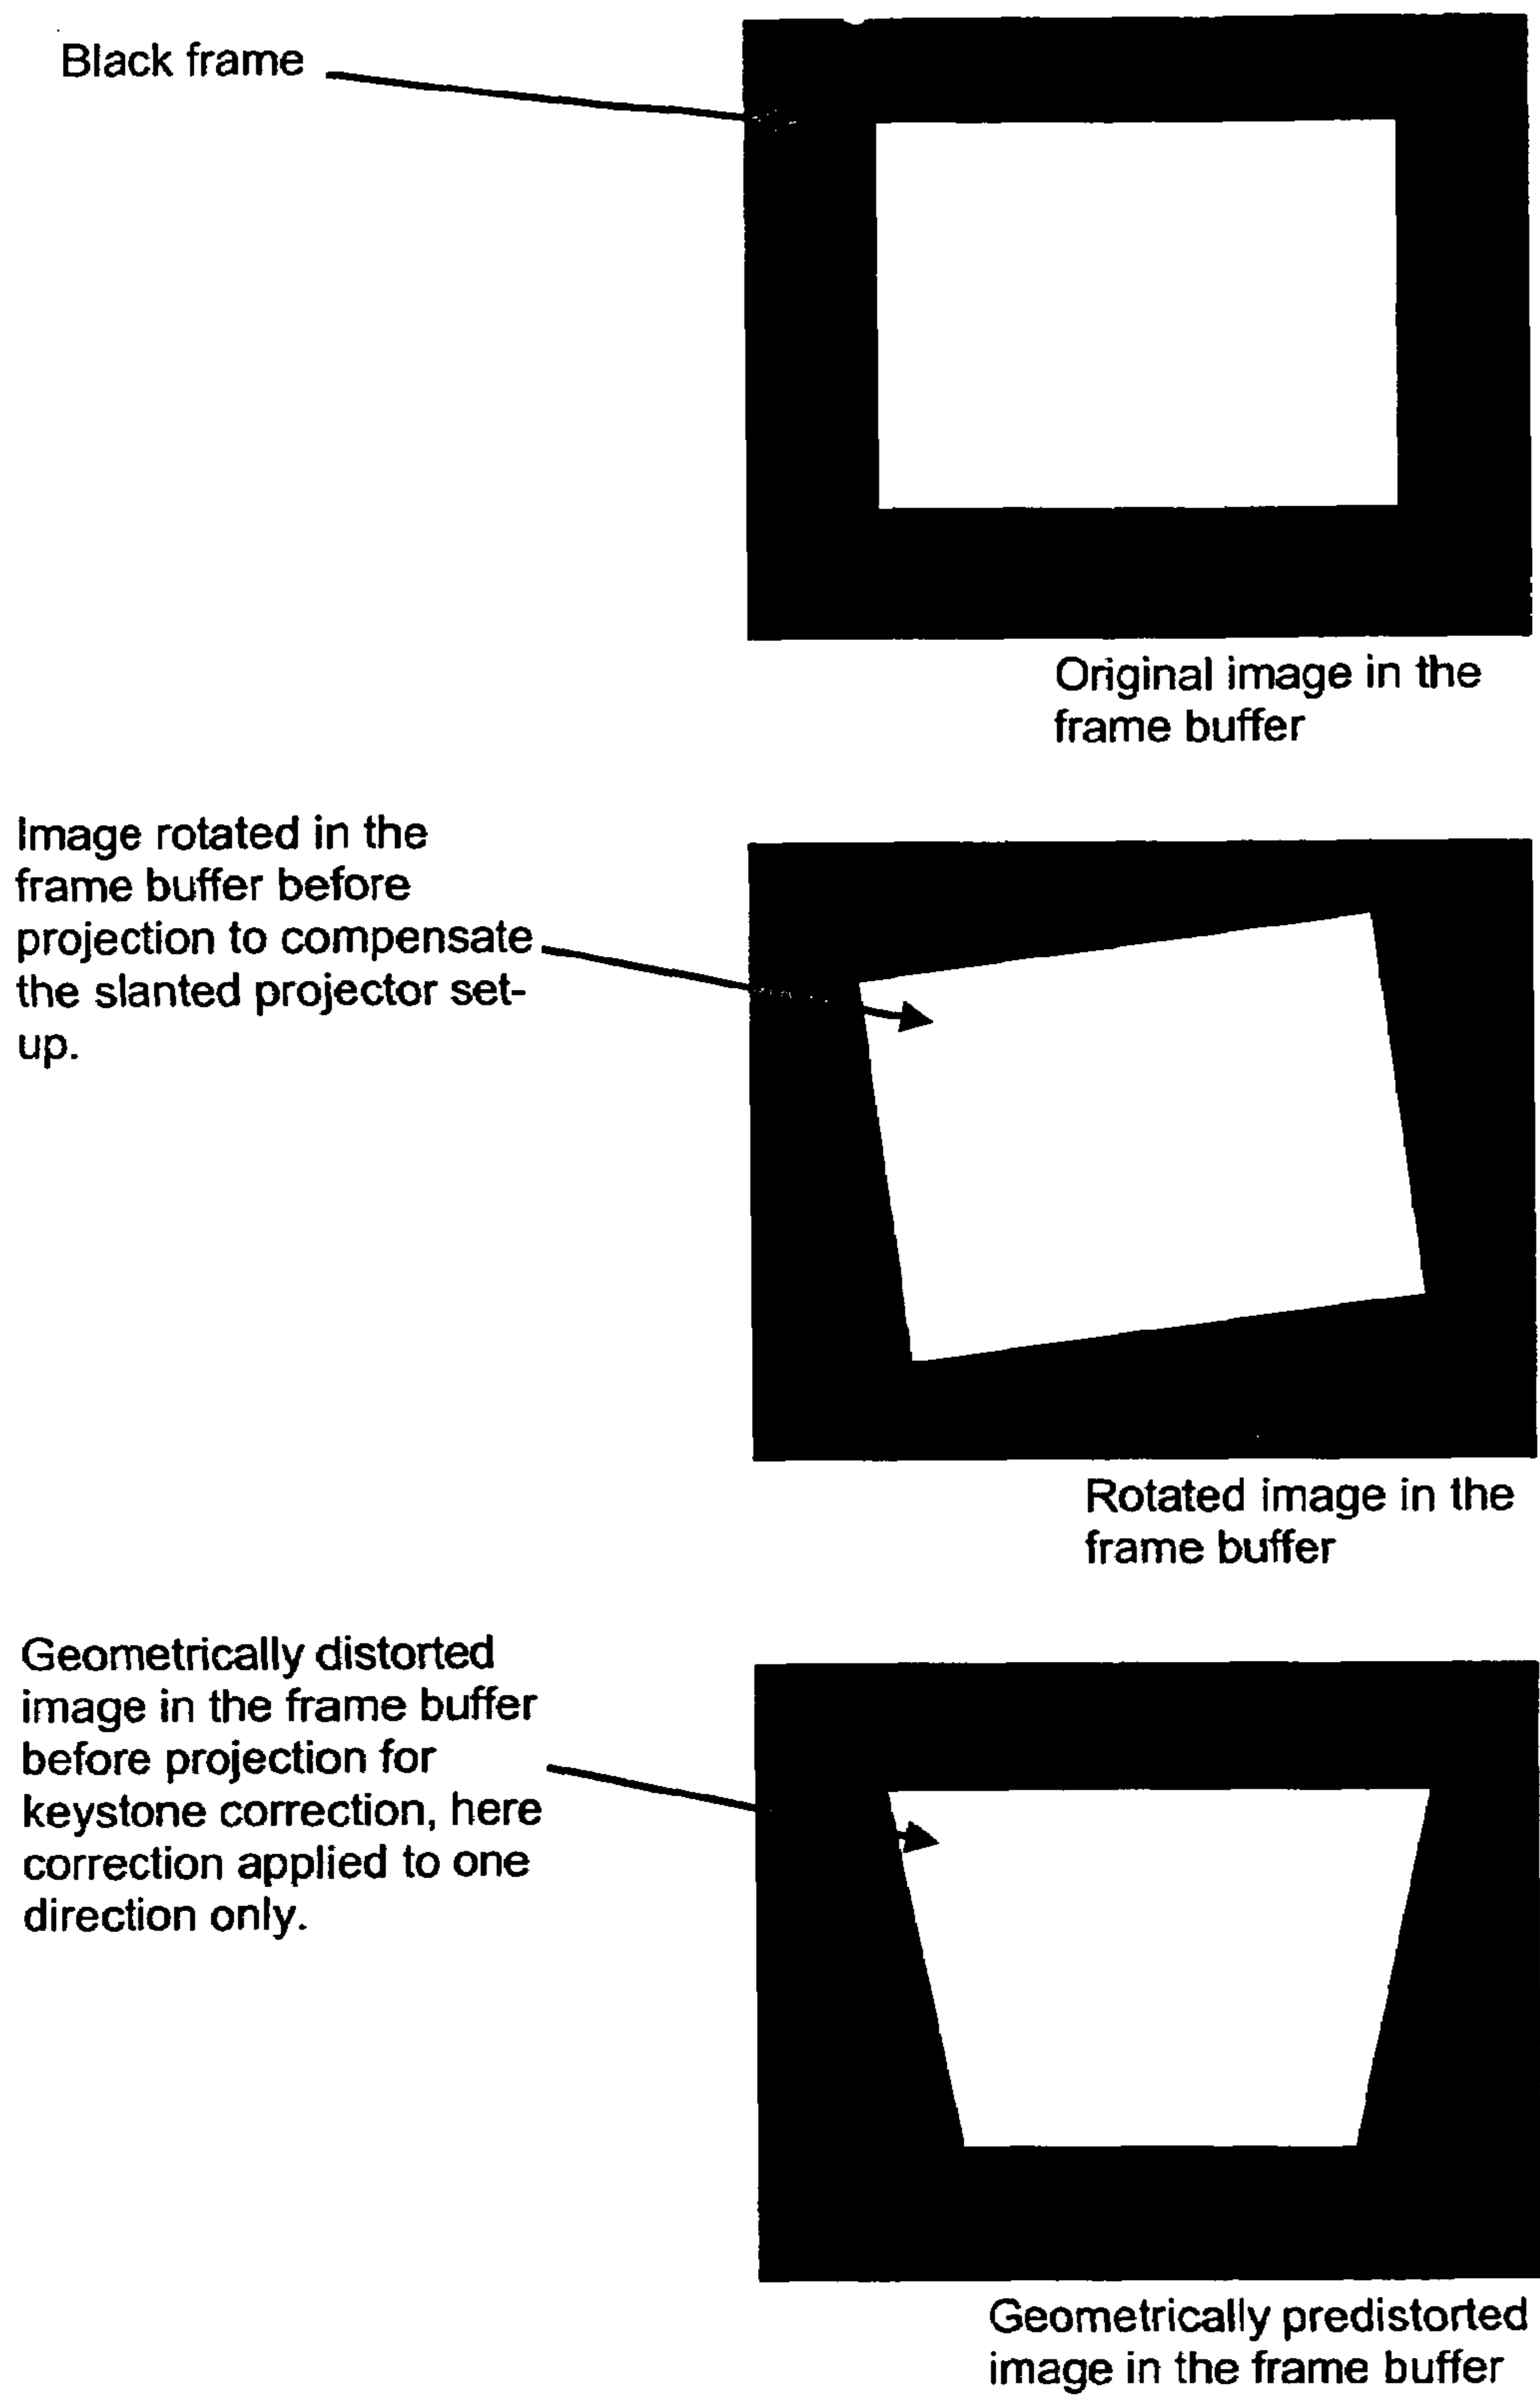 Black frame
Original image in the
frame buffer
Image rotated in the
frame buffer before
projection to compensate
the slanted projector set-
up.
Rotated image in the
frame buffer
Geometrically distorted
image in the frame buffer
before projection for
keystone correction, here
correction applied to one
direction only.
Geometrically predistorted
image in the frame buffer